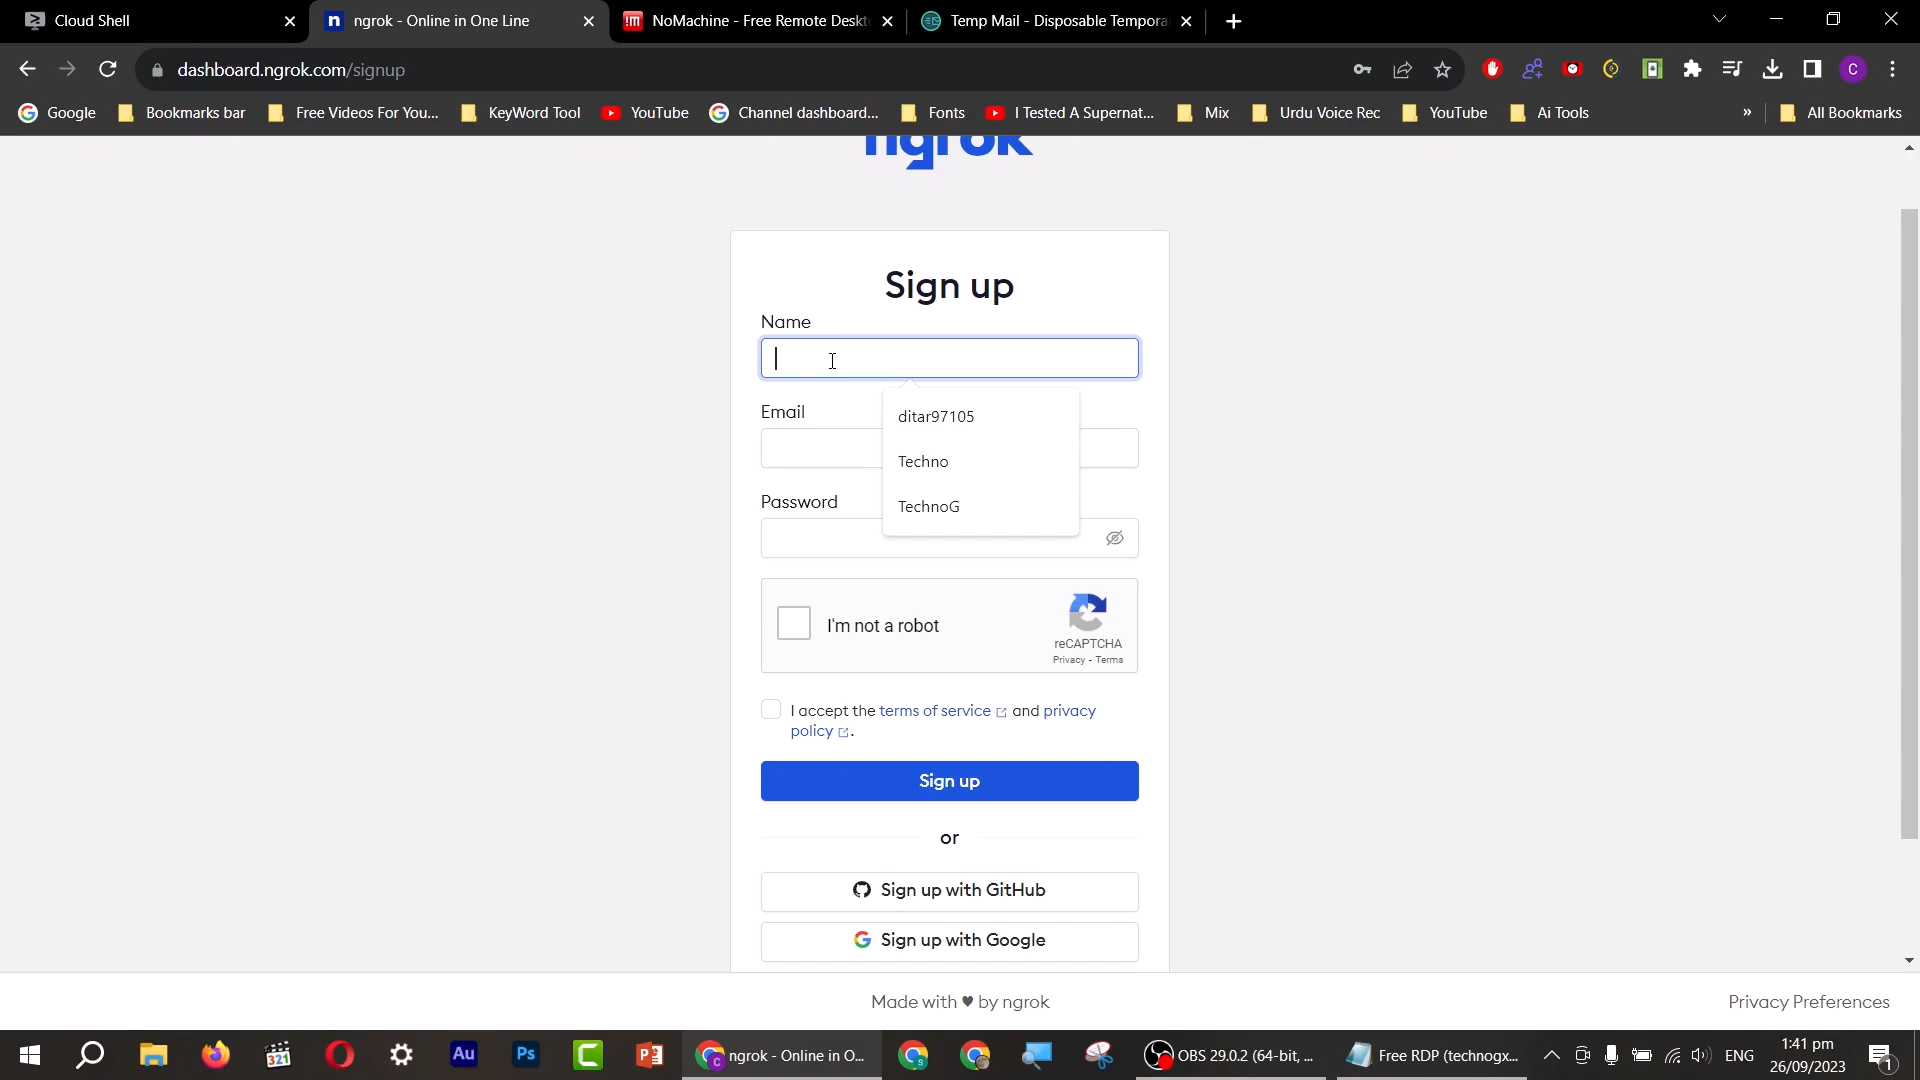 Cloud Shell
ngrok - Online in One Line
NoMachine - Free Remote Deskt
Temp Mail - Disposable Tempora
dashboard.ngrok.com/signup
C
Google
Bookmarks bar
Free Videos For You...
KeyWord Tool
YouTube
Channel dashboard...
Fonts
I Tested A Supernat...
Mix
Urdu Voice Rec
YouTube
Ai Tools
»
All Bookmarks
ngrok
Sign up
Name
ditar97105
Techno
TechnoG
Email
Password
I'm not a robot
reCAPTCHA
Privacy - Terms
I accept the terms of service and privacy
policy .
Sign up
or
Sign up with GitHub
Sign up with Google
Made with ♥ by ngrok
Privacy Preferences
321
Au
Ps
ngrok - Online in O...
OBS 29.0.2 (64-bit, ...
Free RDP (technogx...
ENG
1:41 pm
26/09/2023
1